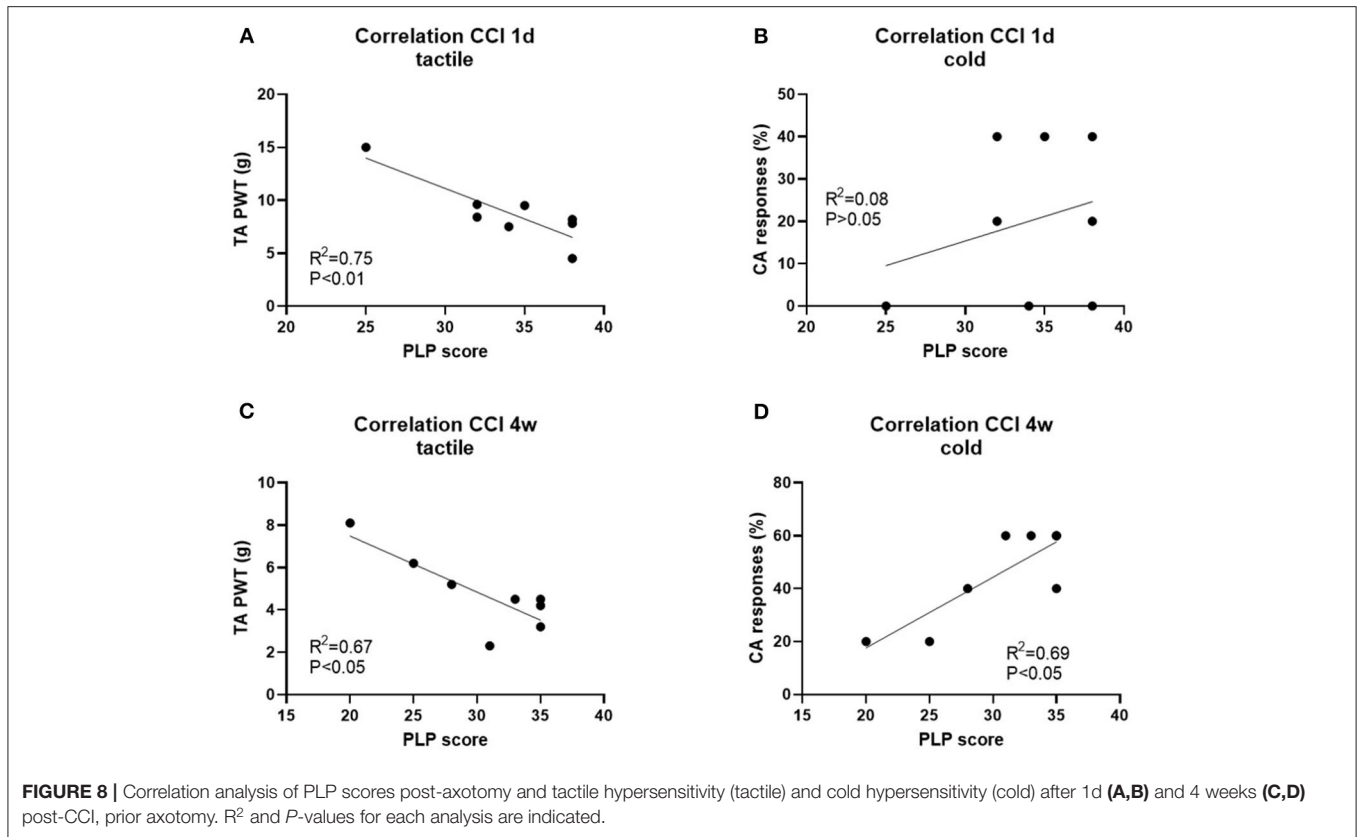 A
Correlation CCI 1d
tactile
20
15
10
5
0
TA PWT (g)
R²=0.75
P<0.01
20 25 30 35 40
PLP score
B
Correlation CCI 1d
cold
50
40
30
20
10
0
CA responses (%)
R²=0.08
P>0.05
20 25 30 35 40
PLP score
C
Correlation CCI 4w
tactile
10
8
6
4
2
0
TA PWT (g)
R²=0.67
P<0.05
15 20 25 30 35 40
PLP score
D
Correlation CCI 4w
cold
80
60
40
20
0
CA responses (%)
R²=0.69
P<0.05
15 20 25 30 35 40
PLP score
FIGURE 8 | Correlation analysis of PLP scores post-axotomy and tactile hypersensitivity (tactile) and cold hypersensitivity (cold) after 1d (A,B) and 4 weeks (C,D)
post-CCI, prior axotomy. R² and P-values for each analysis are indicated.